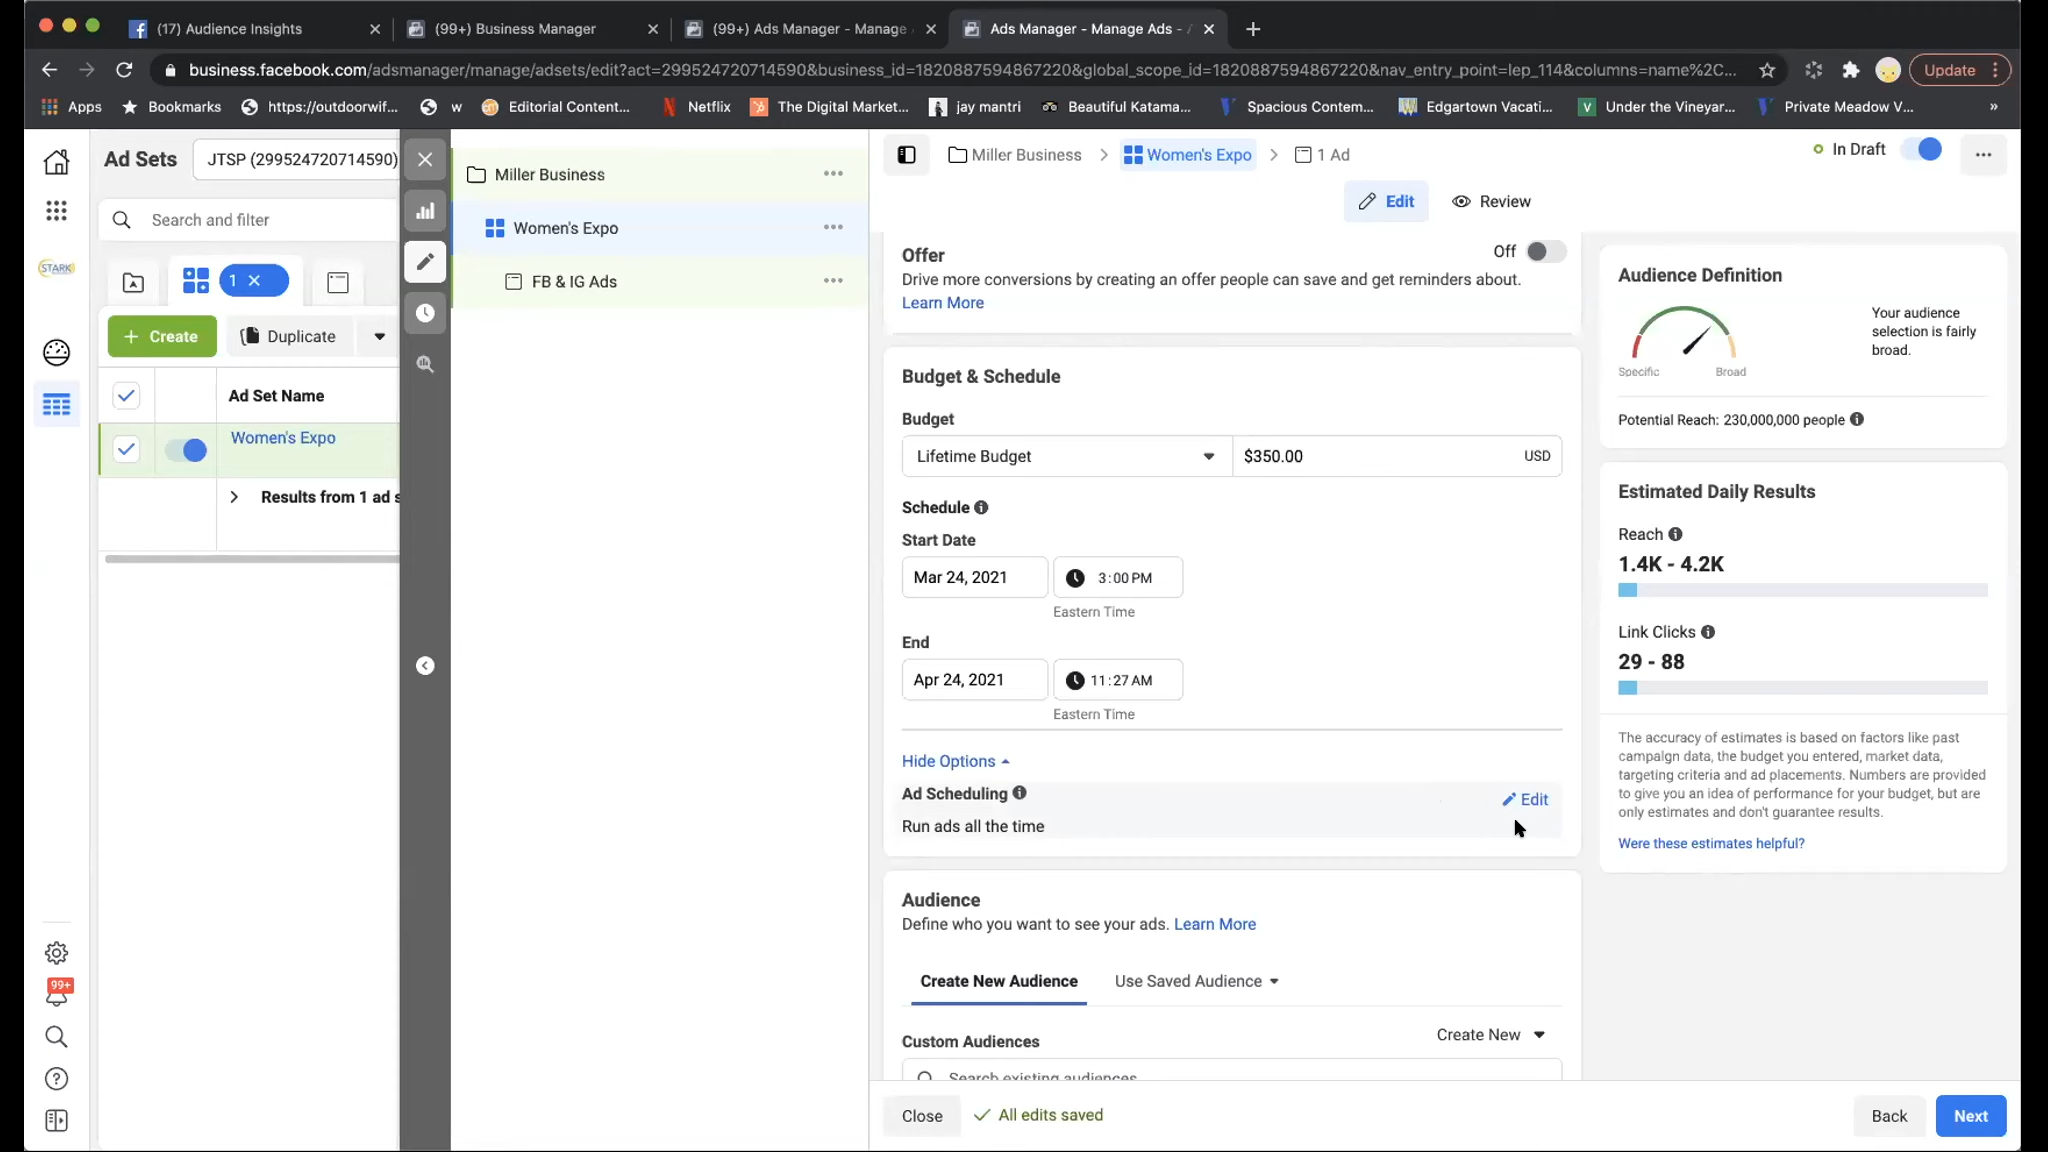 (17) Audience Insights
(99+) Business Manager
(99+) Ads Manager - Manage
Ads Manager - Manage Ads -
business.facebook.com/adsmanager/manage/adsets/edit?act=299524720714590&business_id=1820887594867220&global_scope_id=1820887594867220&nav_entry_point=lep_114&columns=name%2C...
Update
Apps
Bookmarks
https://outdoorwif...
w
Editorial Content...
Netflix
The Digital Market...
jay mantri
Beautiful Katama...
Spacious Contem...
Edgartown Vacati...
Under the Vineyar...
Private Meadow V...
»
Ad Sets
JTSP (299524720714590)
Search and filter
STARK
1
Create
Duplicate
Ad Set Name
Women's Expo
Results from 1 ad s
99+
Miller Business
Women's Expo
FB & IG Ads
Miller Business
Women's Expo
1 Ad
In Draft
Edit
Review
Offer
Off
Drive more conversions by creating an offer people can save and get reminders about.
Learn More
Budget & Schedule
Budget
Lifetime Budget
$350.00
USD
Schedule
Start Date
Mar 24, 2021
3:00 PM
Eastern Time
End
Apr 24, 2021
11:27 AM
Eastern Time
Hide Options
Ad Scheduling
Edit
Run ads all the time
Audience
Define who you want to see your ads. Learn More
Create New Audience
Use Saved Audience
Custom Audiences
Create New
Search existing audiences
Close
All edits saved
Back
Next
Audience Definition
Your audience
selection is fairly
broad.
Specific
Broad
Potential Reach: 230,000,000 people
Estimated Daily Results
Reach
1.4K - 4.2K
Link Clicks
29 - 88
The accuracy of estimates is based on factors like past
campaign data, the budget you entered, market data,
targeting criteria and ad placements. Numbers are provided
to give you an idea of performance for your budget, but are
only estimates and don't guarantee results.
Were these estimates helpful?